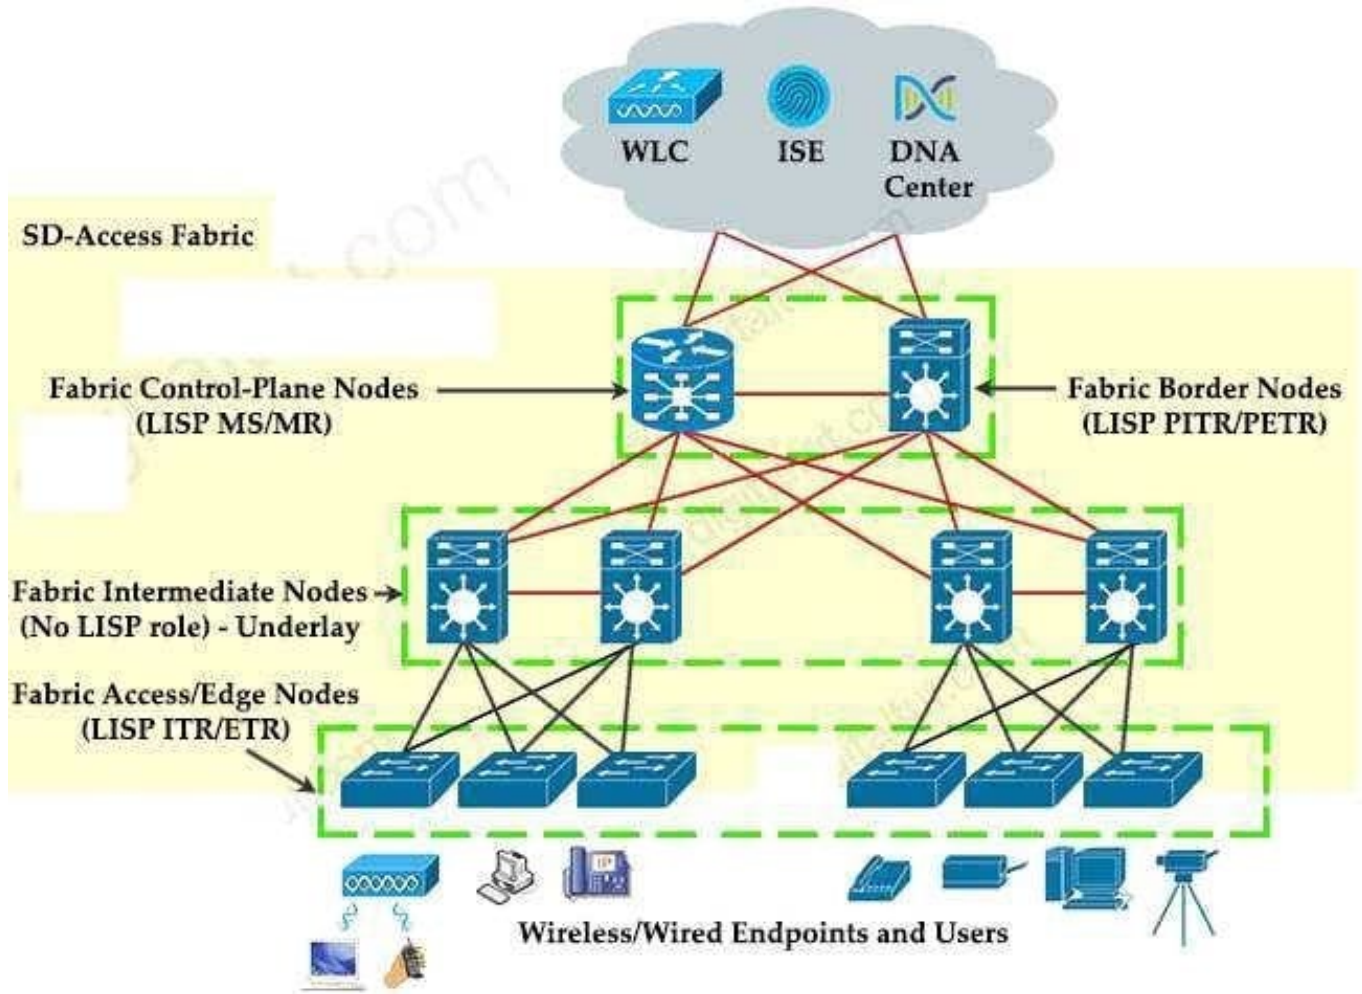 WLC
ISE
DNA
Center
SD-Access Fabric
Fabric Control-Plane Nodes
(LISP MS/MR)
Fabric Border Nodes
(LISP PITR/PETR)
Fabric Intermediate Nodes
(No LISP role) - Underlay
Fabric Access/Edge Nodes
(LISP ITR/ETR)
Wireless/Wired Endpoints and Users